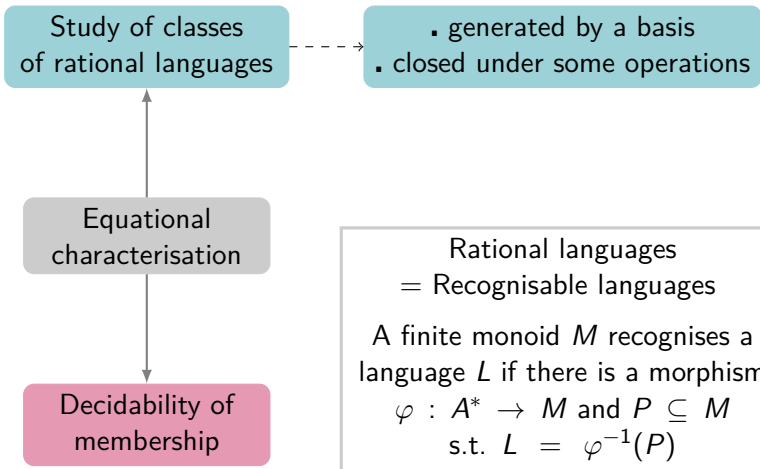 Study of classes
of rational languages
▪ generated by a basis
▪ closed under some operations
Equational
characterisation
Decidability of
membership
Rational languages
= Recognisable languages
A finite monoid M recognises a
language L if there is a morphism
φ : A* → M and P ⊆ M
s.t. L = φ⁻¹(P)